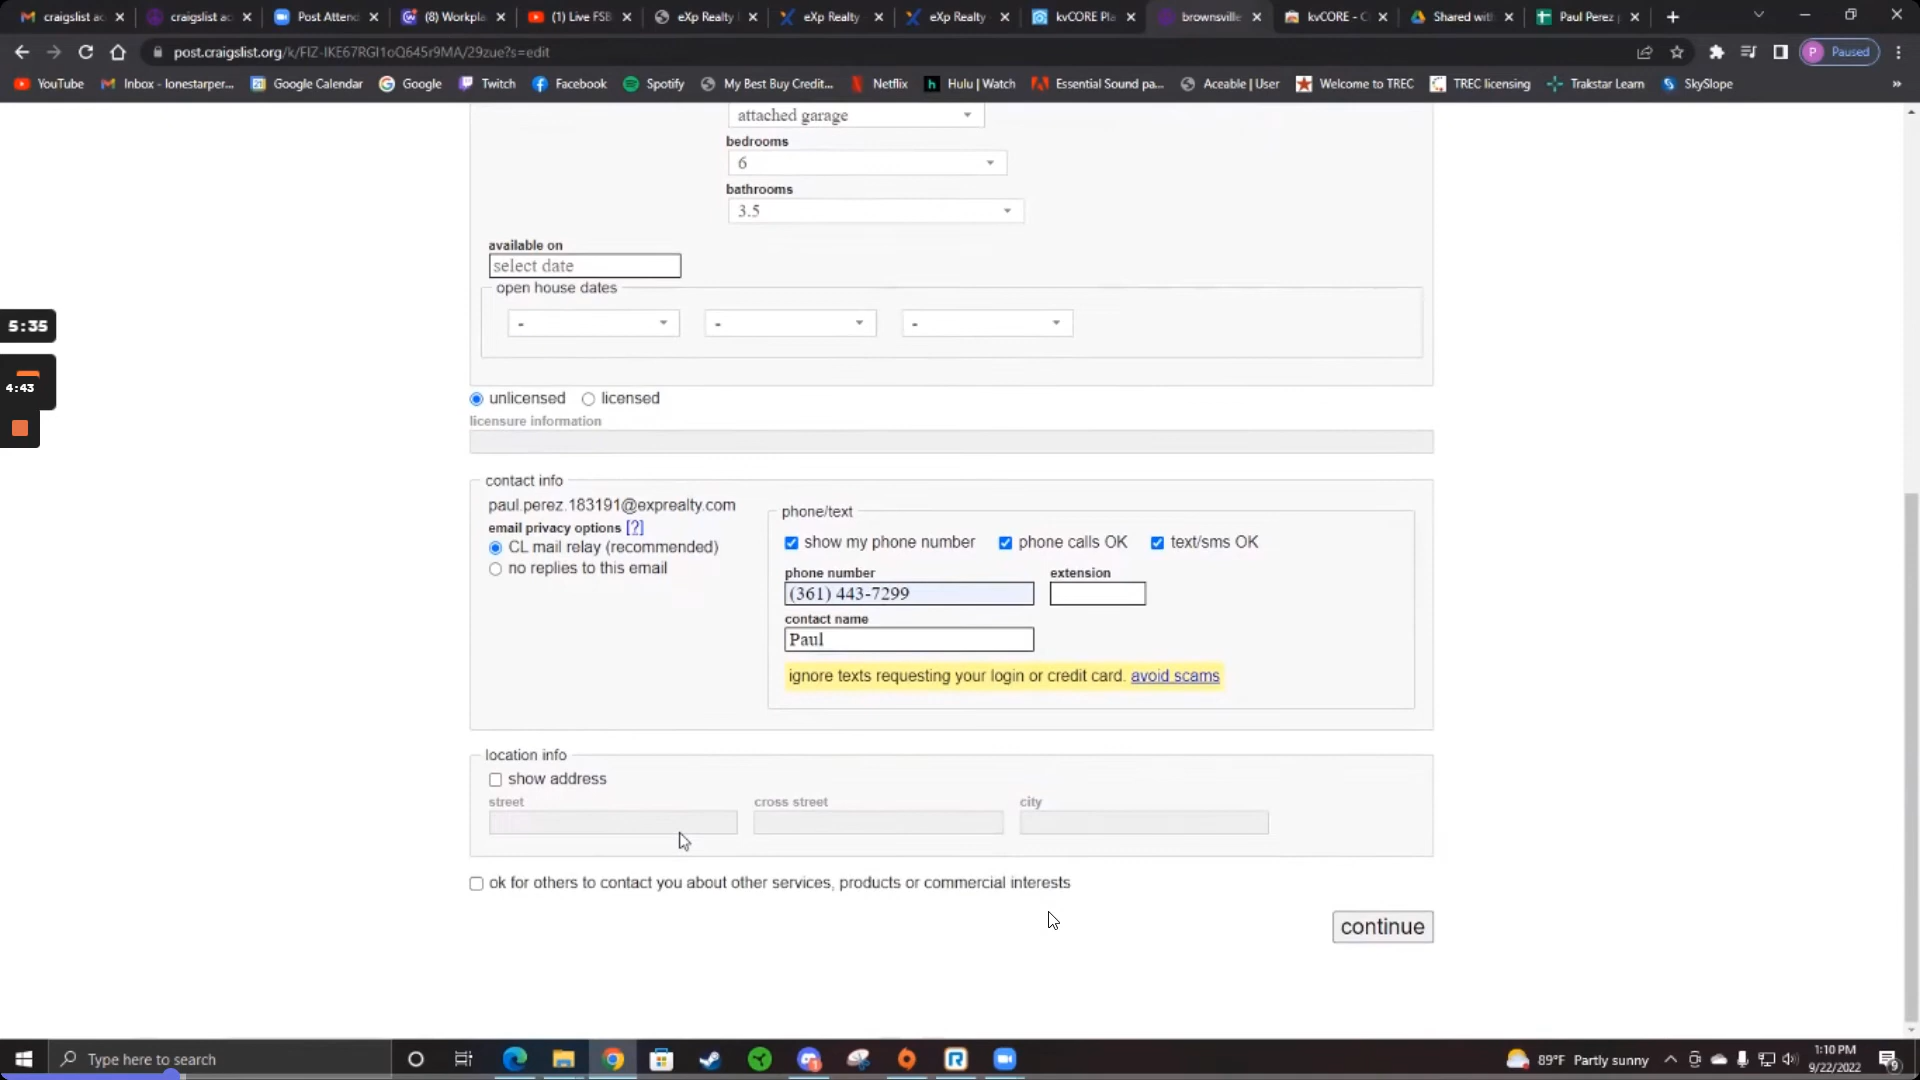 craigslist ac
craigslist ac
Post Attend
(8) Workpla
(1) Live FSB
eXp Realty
eXp Realty
eXp Realty
kvCORE Pla
brownsville
kvCORE - C
Shared with
Paul Perez
post.craigslist.org/k/FIZ-IKE67RGI1oQ645r9MA/29zue?s=edit
P Paused
YouTube
Inbox - lonestarper...
Google Calendar
Google
Twitch
Facebook
Spotify
My Best Buy Credit...
Netflix
Hulu | Watch
Essential Sound pa...
Aceable | User
Welcome to TREC
TREC licensing
Trakstar Learn
SkySlope
»
attached garage
bedrooms
6
bathrooms
3.5
available on
select date
open house dates
-
-
-
5:35
4:43
unlicensed licensed
licensure information
contact info
paul.perez.183191@exprealty.com
email privacy options [?]
CL mail relay (recommended)
no replies to this email
phone/text
show my phone number phone calls OK text/sms OK
phone number extension
(361) 443-7299
contact name
Paul
ignore texts requesting your login or credit card. avoid scams
location info
show address
street cross street city
ok for others to contact you about other services, products or commercial interests
continue
Type here to search
89°F Partly sunny
1:10 PM
9/22/2022
9